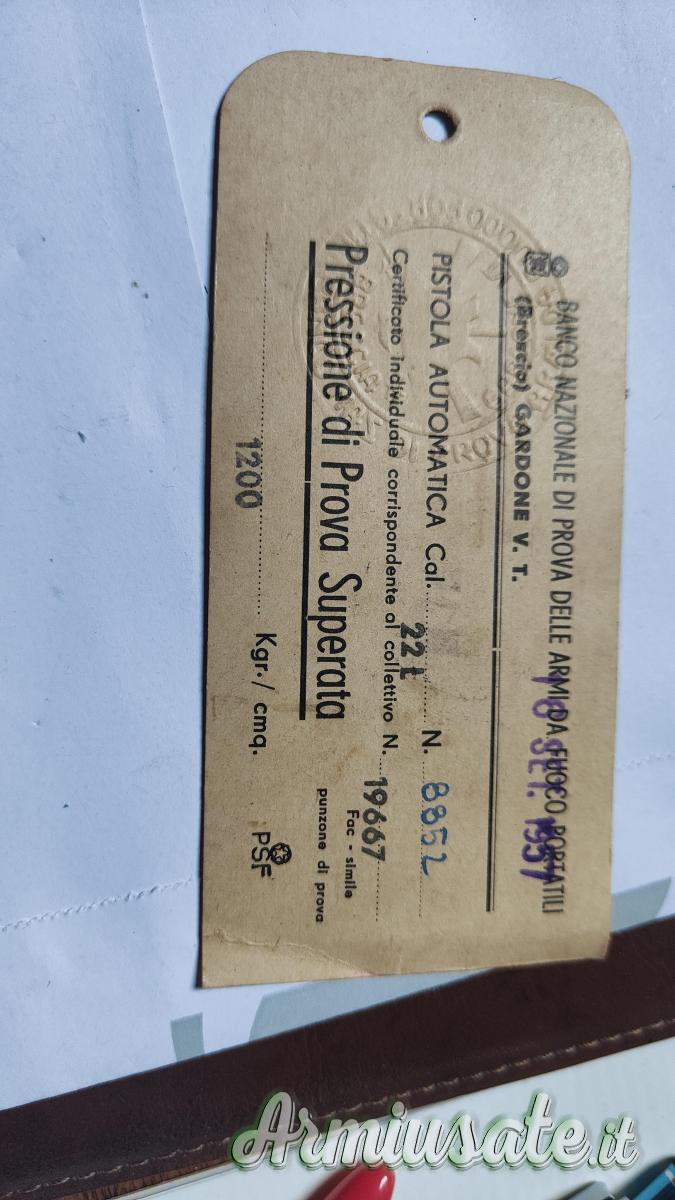 BANCO NAZIONALE DI PROVA DELLE ARMI DA FUOCO PORTATILI
(Brescia) GARDONE V. T.
SET. 1957
PISTOLA AUTOMATICA Cal. 22 L N. 8852
Certificato individuale corrispondente al collettivo N. 19667
Pressione di Prova Superata
Fac - simile
punzone di prova
1200 Kgr. / cmq.
PSF
Armiusate.it